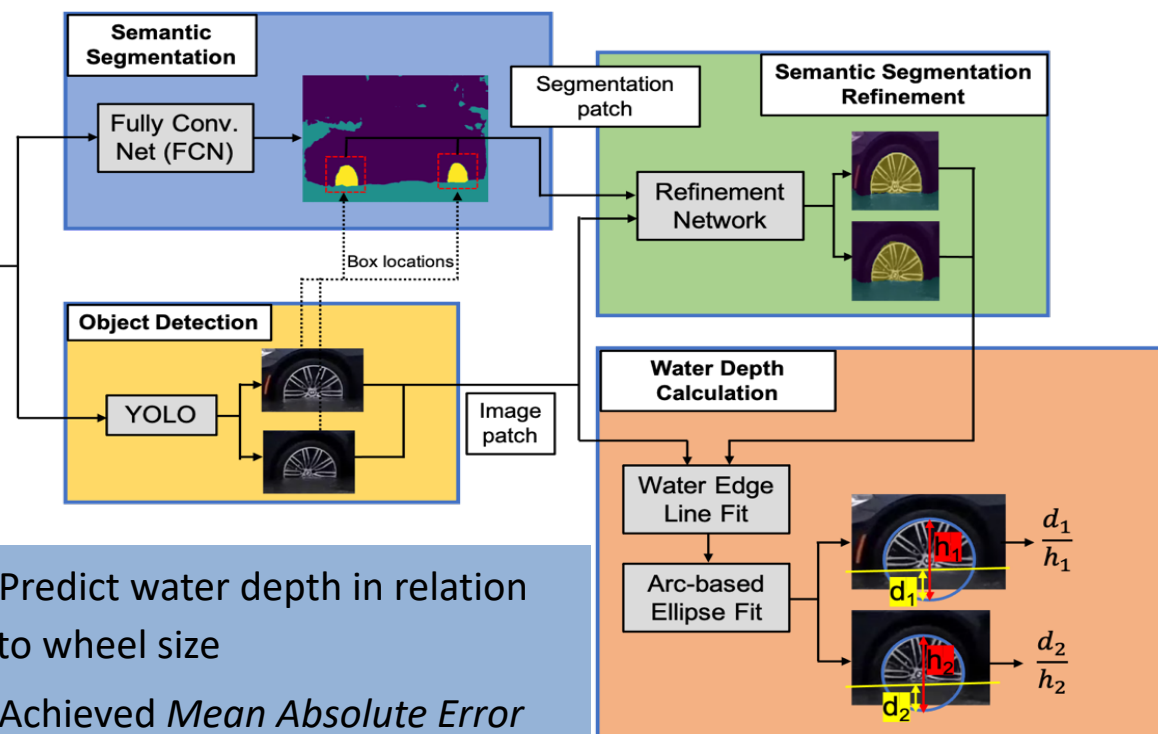 Semantic
Segmentation
Fully Conv.
Net (FCN)
Segmentation
patch
Semantic Segmentation
Refinement
Refinement
Network
Box locations
Object Detection
YOLO
Image
patch
Water Depth
Calculation
Water Edge
Line Fit
Arc-based
Ellipse Fit
h₁
d₁
d₁
h₁
h₂
d₂
d₂
h₂
Predict water depth in relation
to wheel size
Achieved Mean Absolute Error